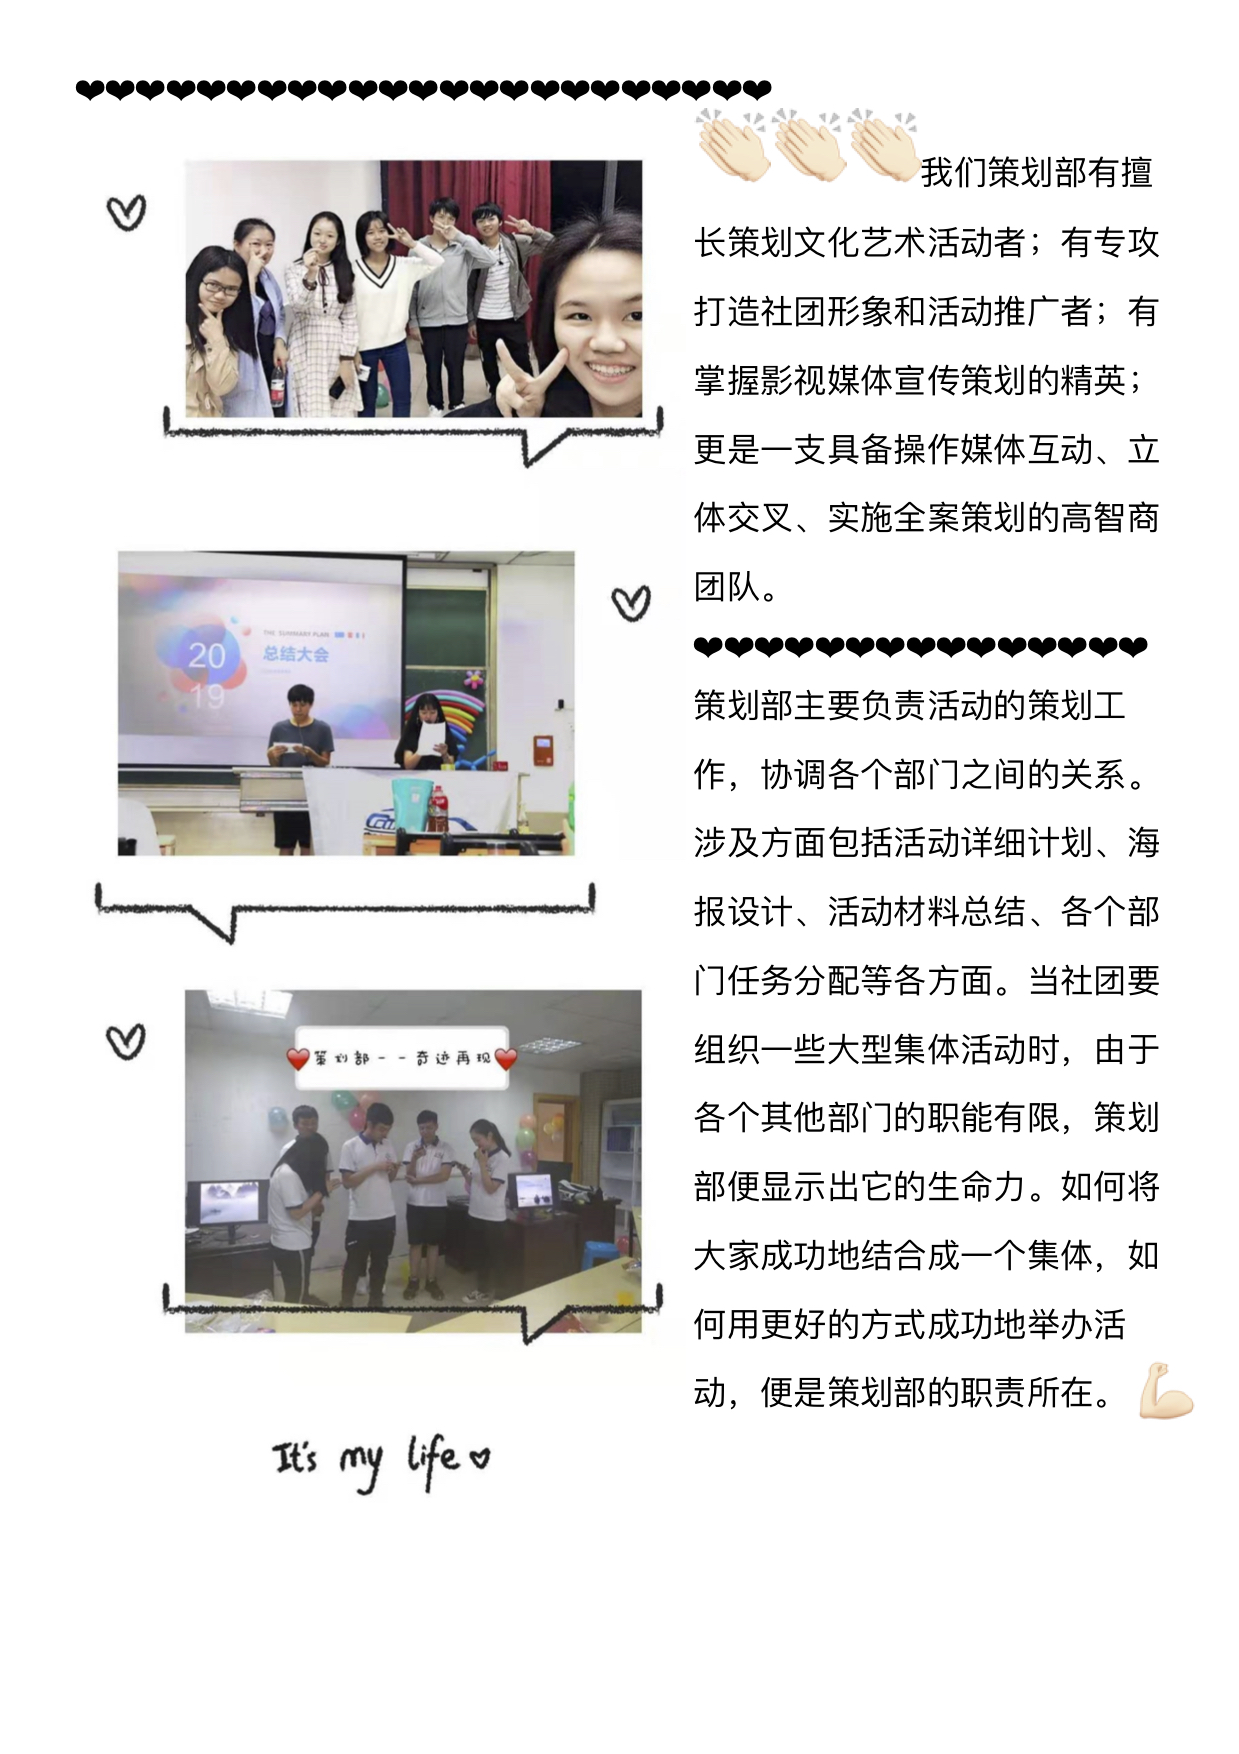 ❤❤❤❤❤❤❤❤❤❤❤❤❤❤❤❤❤❤❤❤❤❤❤
👏🏻👏🏻👏🏻我们策划部有擅
长策划文化艺术活动者；有专攻
打造社团形象和活动推广者；有
掌握影视媒体宣传策划的精英；
更是一支具备操作媒体互动、立
体交叉、实施全案策划的高智商
团队。
❤❤❤❤❤❤❤❤❤❤❤❤❤❤❤
策划部主要负责活动的策划工
作，协调各个部门之间的关系。
涉及方面包括活动详细计划、海
报设计、活动材料总结、各个部
门任务分配等各方面。当社团要
组织一些大型集体活动时，由于
各个其他部门的职能有限，策划
部便显示出它的生命力。如何将
大家成功地结合成一个集体，如
何用更好的方式成功地举办活
动，便是策划部的职责所在。💪🏻
THE SUMMARY PLAN
20
19
总结大会
❤️策划部--奇迹再现❤️
It's my life♡